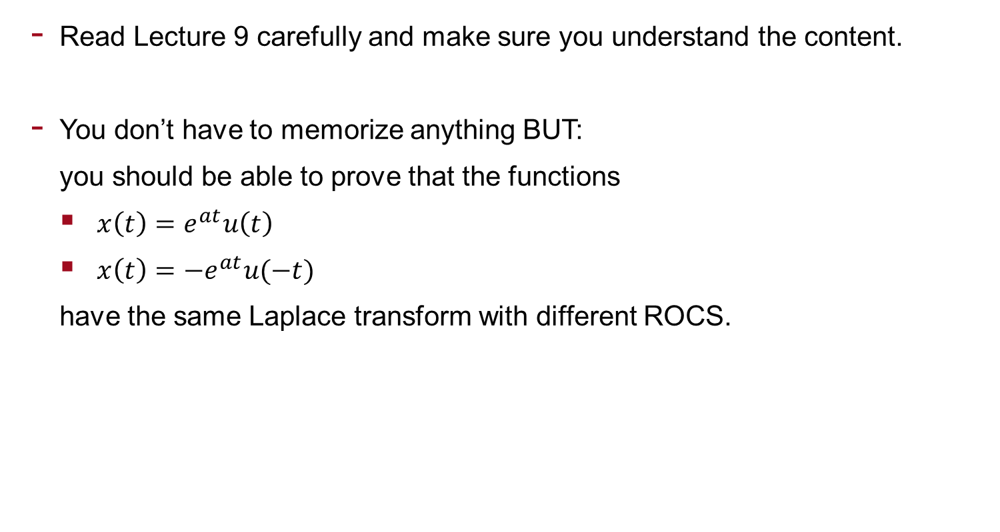 - Read Lecture 9 carefully and make sure you understand the content.
- You don’t have to memorize anything BUT:
you should be able to prove that the functions
▪ x(t) = e^{at}u(t)
▪ x(t) = −e^{at}u(−t)
have the same Laplace transform with different ROCS.